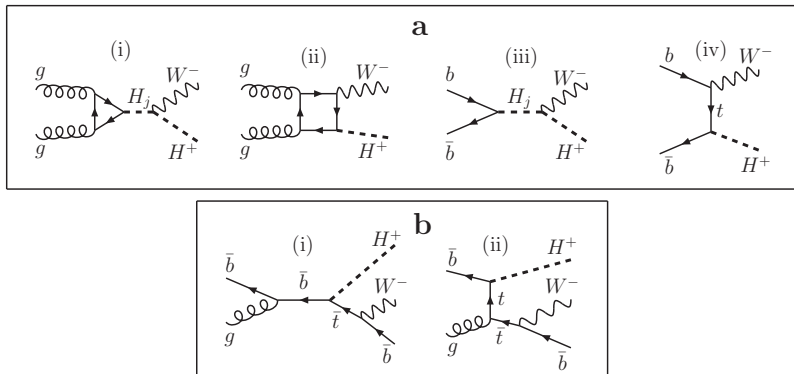 a
(i)
g
g
H_j
W^-
H^+
(ii)
g
g
W^-
H^+
(iii)
b
b̄
H_j
W^-
H^+
(iv)
b
b̄
t
W^-
H^+
b
(i)
b̄
g
b̄
t̄
H^+
W^-
b̄
(ii)
b̄
g
t
t̄
H^+
W^-
b̄